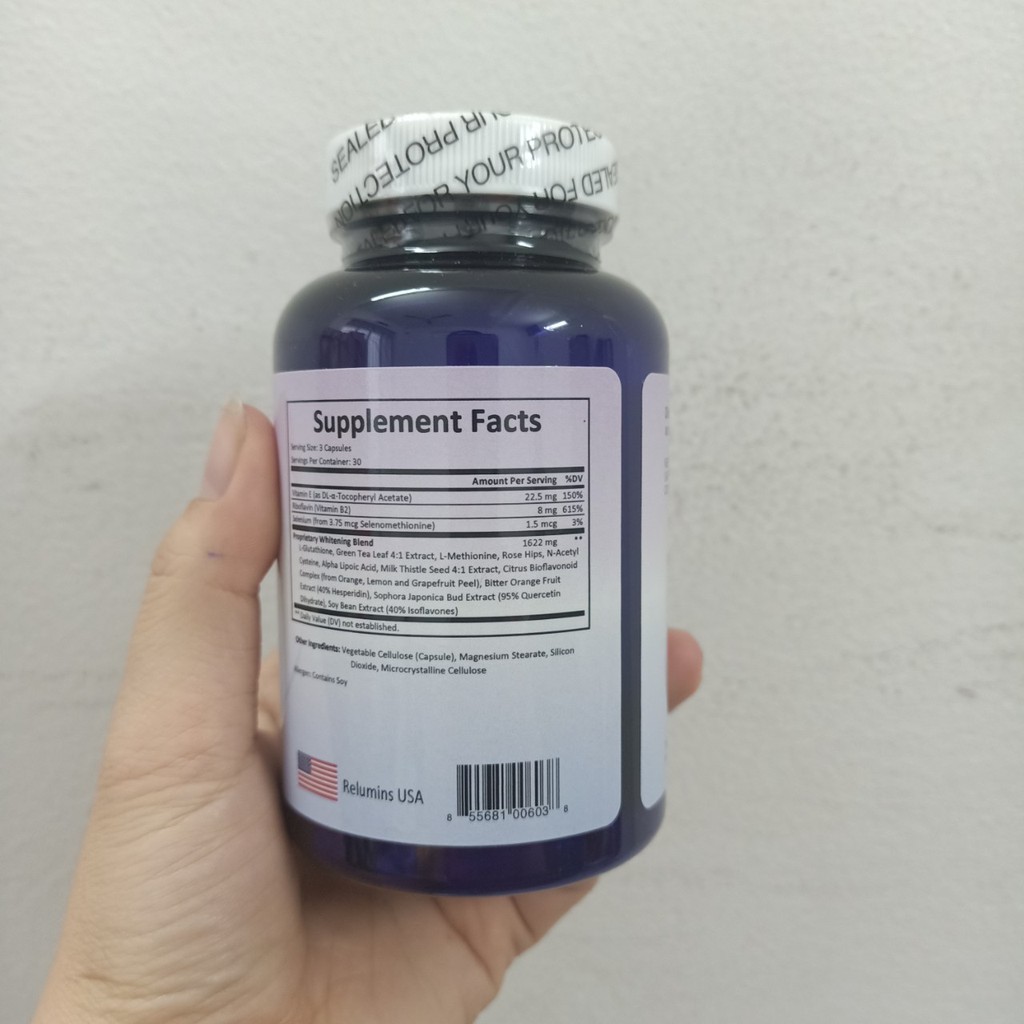 SEALED
YOUR PROTECTION
FOR YOUR PROTE
SEALED FOR YOUR
Supplement Facts
Serving Size: 3 Capsules
Servings Per Container: 30
Amount Per Serving %DV
Vitamin E (as DL-α-Tocopheryl Acetate) 22.5 mg 150%
Riboflavin (Vitamin B2) 8 mg 615%
Selenium (from 3.75 mcg Selenomethionine) 1.5 mcg 3%
Proprietary Whitening Blend 1622 mg **
L-Glutathione, Green Tea Leaf 4:1 Extract, L-Methionine, Rose Hips, N-Acetyl
Cysteine, Alpha Lipoic Acid, Milk Thistle Seed 4:1 Extract, Citrus Bioflavonoid
Complex (from Orange, Lemon and Grapefruit Peel), Bitter Orange Fruit
Extract (40% Hesperidin), Sophora Japonica Bud Extract (95% Quercetin
Dihydrate), Soy Bean Extract (40% Isoflavones)
** Daily Value (DV) not established.
Other Ingredients: Vegetable Cellulose (Capsule), Magnesium Stearate, Silicon
Dioxide, Microcrystalline Cellulose
Allergen: Contains Soy
Relumins USA
8 55681 00603 8